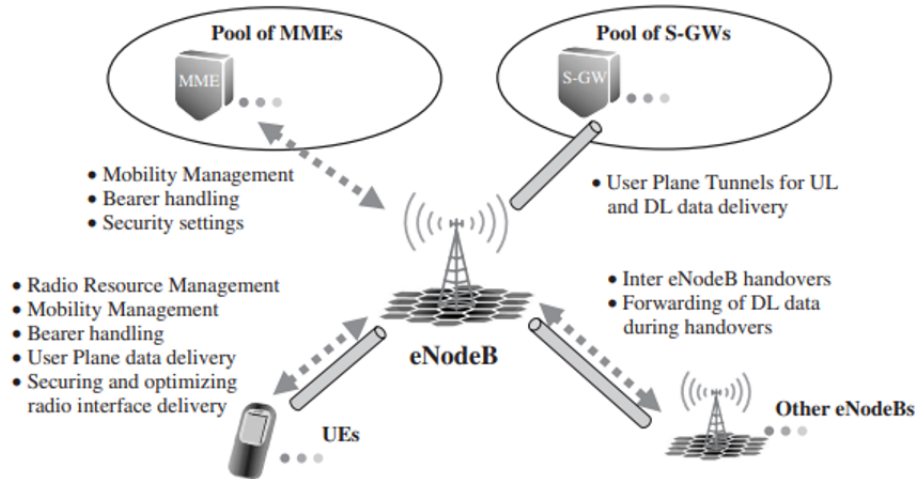 Pool of MMEs
MME
Pool of S-GWs
S-GW
• Mobility Management
• Bearer handling
• Security settings
• User Plane Tunnels for UL
and DL data delivery
• Radio Resource Management
• Mobility Management
• Bearer handling
• User Plane data delivery
• Securing and optimizing
radio interface delivery
eNodeB
• Inter eNodeB handovers
• Forwarding of DL data
during handovers
UEs
Other eNodeBs